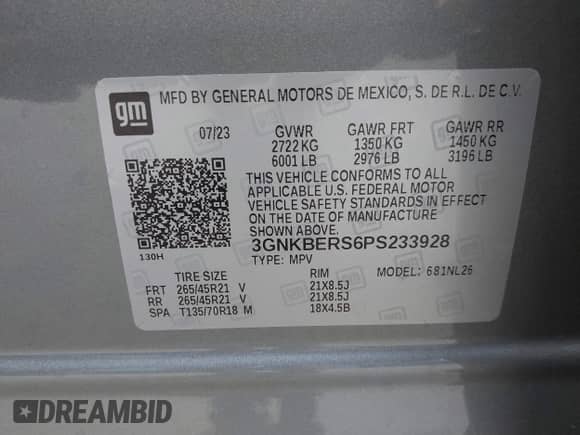 gm MFD BY GENERAL MOTORS DE MEXICO, S. DE R.L. DE C.V.
07/23 GVWR GAWR FRT GAWR RR
2722 KG 1350 KG 1450 KG
6001 LB 2976 LB 3196 LB
THIS VEHICLE CONFORMS TO ALL
APPLICABLE U.S. FEDERAL MOTOR
VEHICLE SAFETY STANDARDS IN EFFECT
ON THE DATE OF MANUFACTURE
SHOWN ABOVE.
3GNKBERS6PS233928
130H
TYPE: MPV
TIRE SIZE RIM MODEL: 681NL26
FRT 265/45R21 V 21X8.5J
RR 265/45R21 V 21X8.5J
SPA T135/70R18 M 18X4.5B
DREAMBID